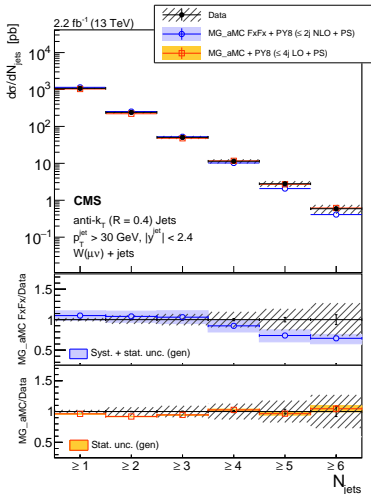 2.2 fb⁻¹ (13 TeV)
Data
MG_aMC FxFx + PY8 (≤ 2j NLO + PS)
MG_aMC + PY8 (≤ 4j LO + PS)
dσ/dN_jets [pb]
10⁴
10³
10²
10
1
10⁻¹
CMS
anti-k_T (R = 0.4) Jets
p_T^jet > 30 GeV, |y^jet| < 2.4
W(μν) + jets
MG_aMC FxFx/Data
1
0.5
Syst. + stat. unc. (gen)
MG_aMC/Data
1.5
1
0.5
Stat. unc. (gen)
≥ 1 ≥ 2 ≥ 3 ≥ 4 ≥ 5 ≥ 6
N_jets